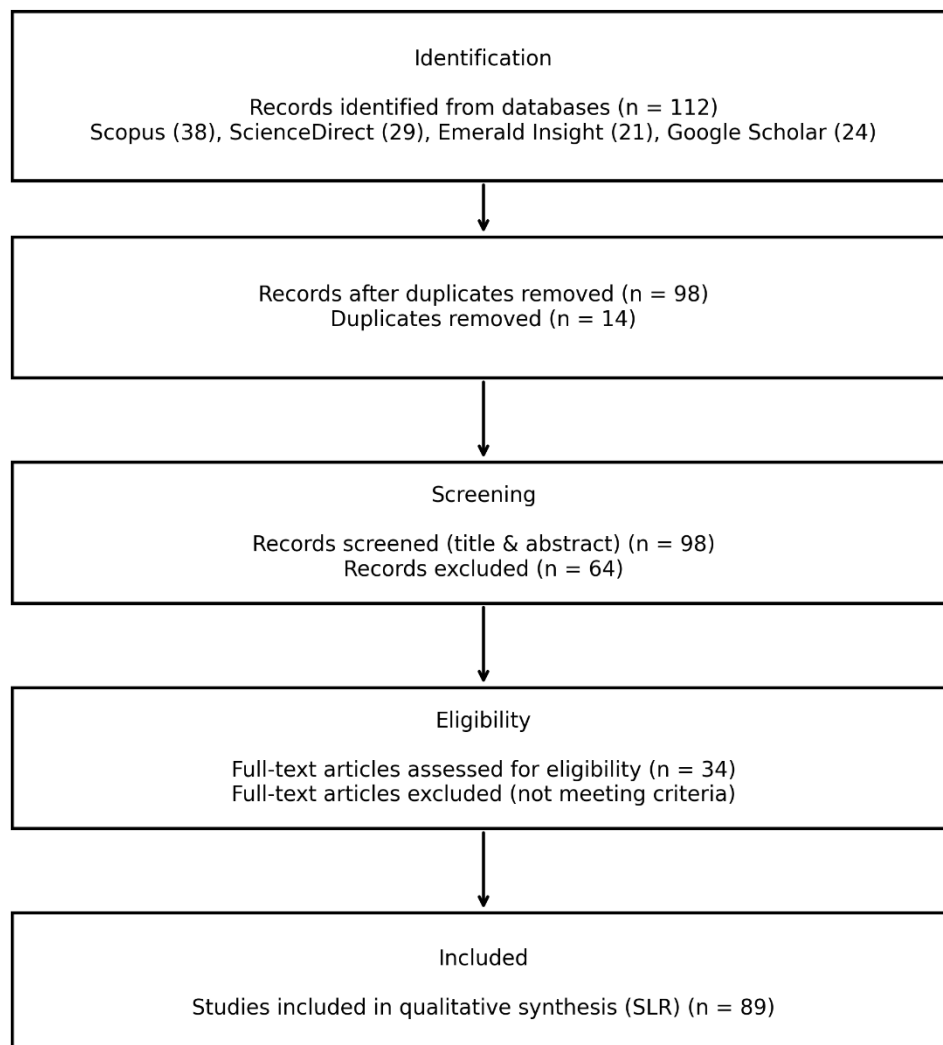 Identification
Records identified from databases (n = 112)
Scopus (38), ScienceDirect (29), Emerald Insight (21), Google Scholar (24)
Records after duplicates removed (n = 98)
Duplicates removed (n = 14)
Screening
Records screened (title & abstract) (n = 98)
Records excluded (n = 64)
Eligibility
Full-text articles assessed for eligibility (n = 34)
Full-text articles excluded (not meeting criteria)
Included
Studies included in qualitative synthesis (SLR) (n = 89)